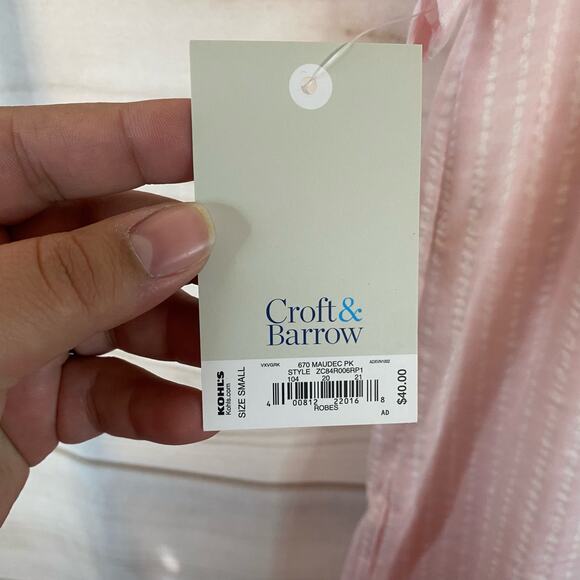 Croft&
Barrow
KOHL'S
Kohls.com
SIZE SMALL
VXVGRK 670 MAUDEC PK
STYLE ZC84R006RP1
104 20 21
4 00812 22016 8
ROBES
AD
$40.00